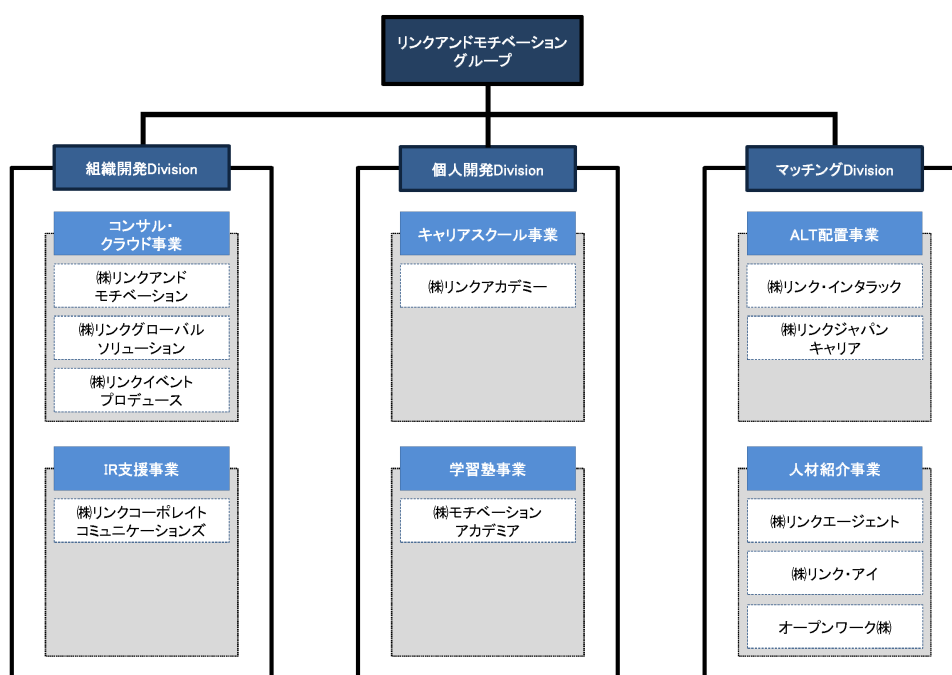 リンクアンドモチベーション
グループ
組織開発Division
コンサル・
クラウド事業
㈱リンクアンド
モチベーション
㈱リンクグローバル
ソリューション
㈱リンクイベント
プロデュース
IR支援事業
㈱リンクコーポレイト
コミュニケーションズ
個人開発Division
キャリアスクール事業
㈱リンクアカデミー
学習塾事業
㈱モチベーション
アカデミア
マッチングDivision
ALT配置事業
㈱リンク・インタラック
㈱リンクジャパン
キャリア
人材紹介事業
㈱リンクエージェント
㈱リンク・アイ
オープンワーク㈱